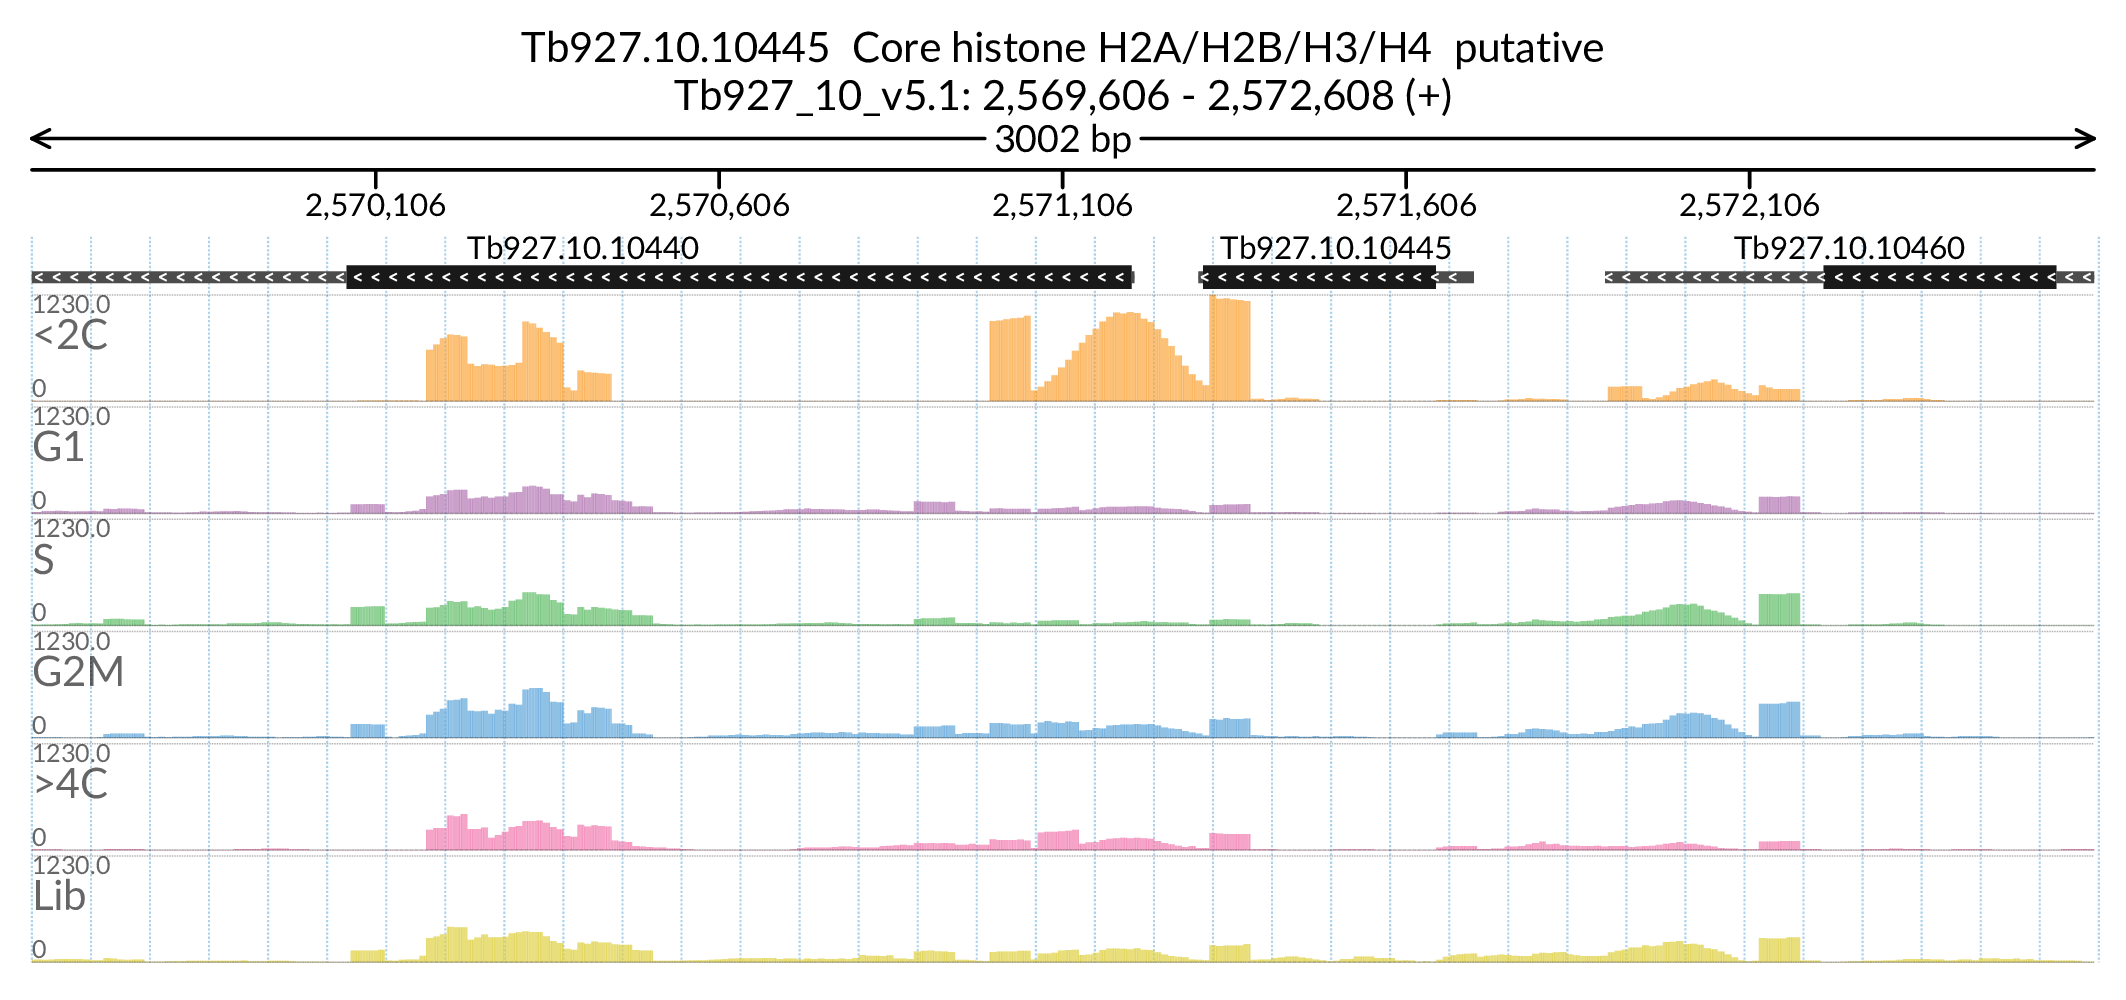 Tb927.10.10445  Core histone H2A/H2B/H3/H4  putative
Tb927_10_v5.1: 2,569,606 - 2,572,608 (+)
3002 bp
2,570,106 2,570,606 2,571,106 2,571,606 2,572,106
Tb927.10.10440 Tb927.10.10445 Tb927.10.10460
1230.0
<2C
0
1230.0
G1
0
1230.0
S
0
1230.0
G2M
0
1230.0
>4C
0
1230.0
Lib
0